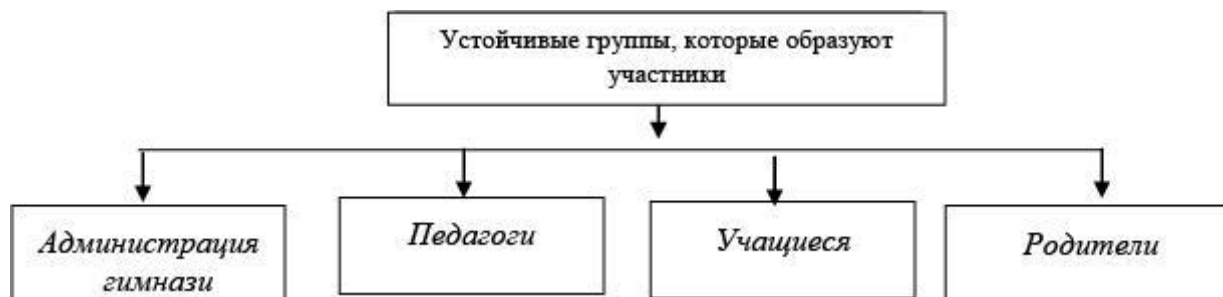 Устойчивые группы, которые образуют
участники
Администрация
гимнази
Педагоги
Учащиеся
Родители